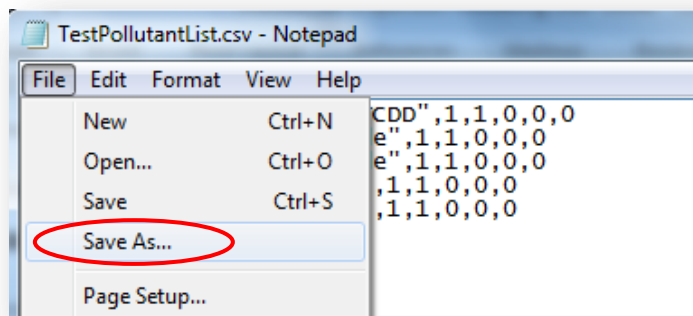 TestPollutantList.csv - Notepad
File Edit Format View Help
New Ctrl+N
Open... Ctrl+O
Save Ctrl+S
Save As...
Page Setup...
CDD",1,1,0,0,0
e",1,1,0,0,0
e",1,1,0,0,0
,1,1,0,0,0
,1,1,0,0,0